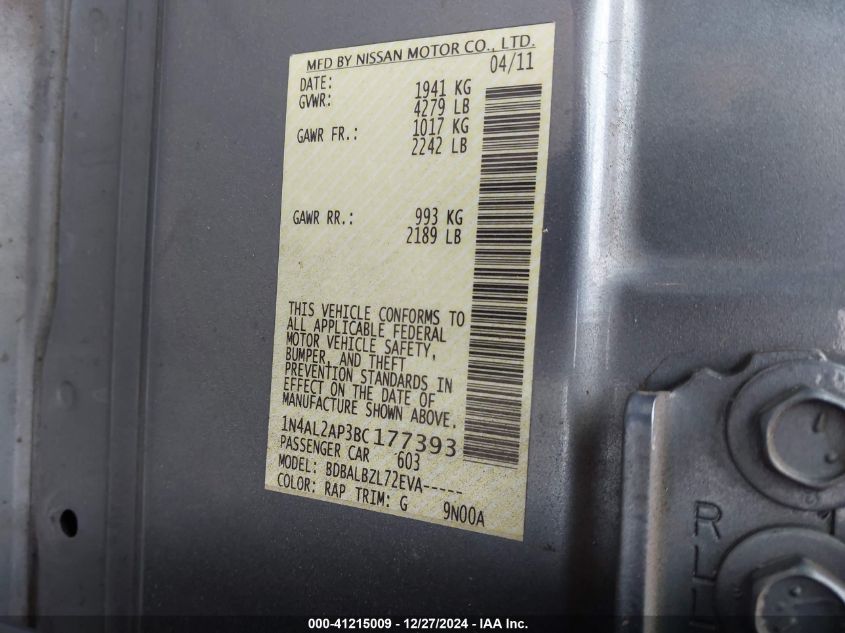 MFD BY NISSAN MOTOR CO., LTD.
DATE: 04/11
GVWR: 1941 KG
4279 LB
GAWR FR.: 1017 KG
2242 LB
GAWR RR.: 993 KG
2189 LB
THIS VEHICLE CONFORMS TO
ALL APPLICABLE FEDERAL
MOTOR VEHICLE SAFETY,
BUMPER, AND THEFT
PREVENTION STANDARDS IN
EFFECT ON THE DATE OF
MANUFACTURE SHOWN ABOVE.
1N4AL2AP3BC177393
PASSENGER CAR 603
MODEL: BDBALBZL72EVA-----
COLOR: RAP TRIM: G 9N00A
000-41215009 - 12/27/2024 - IAA Inc.